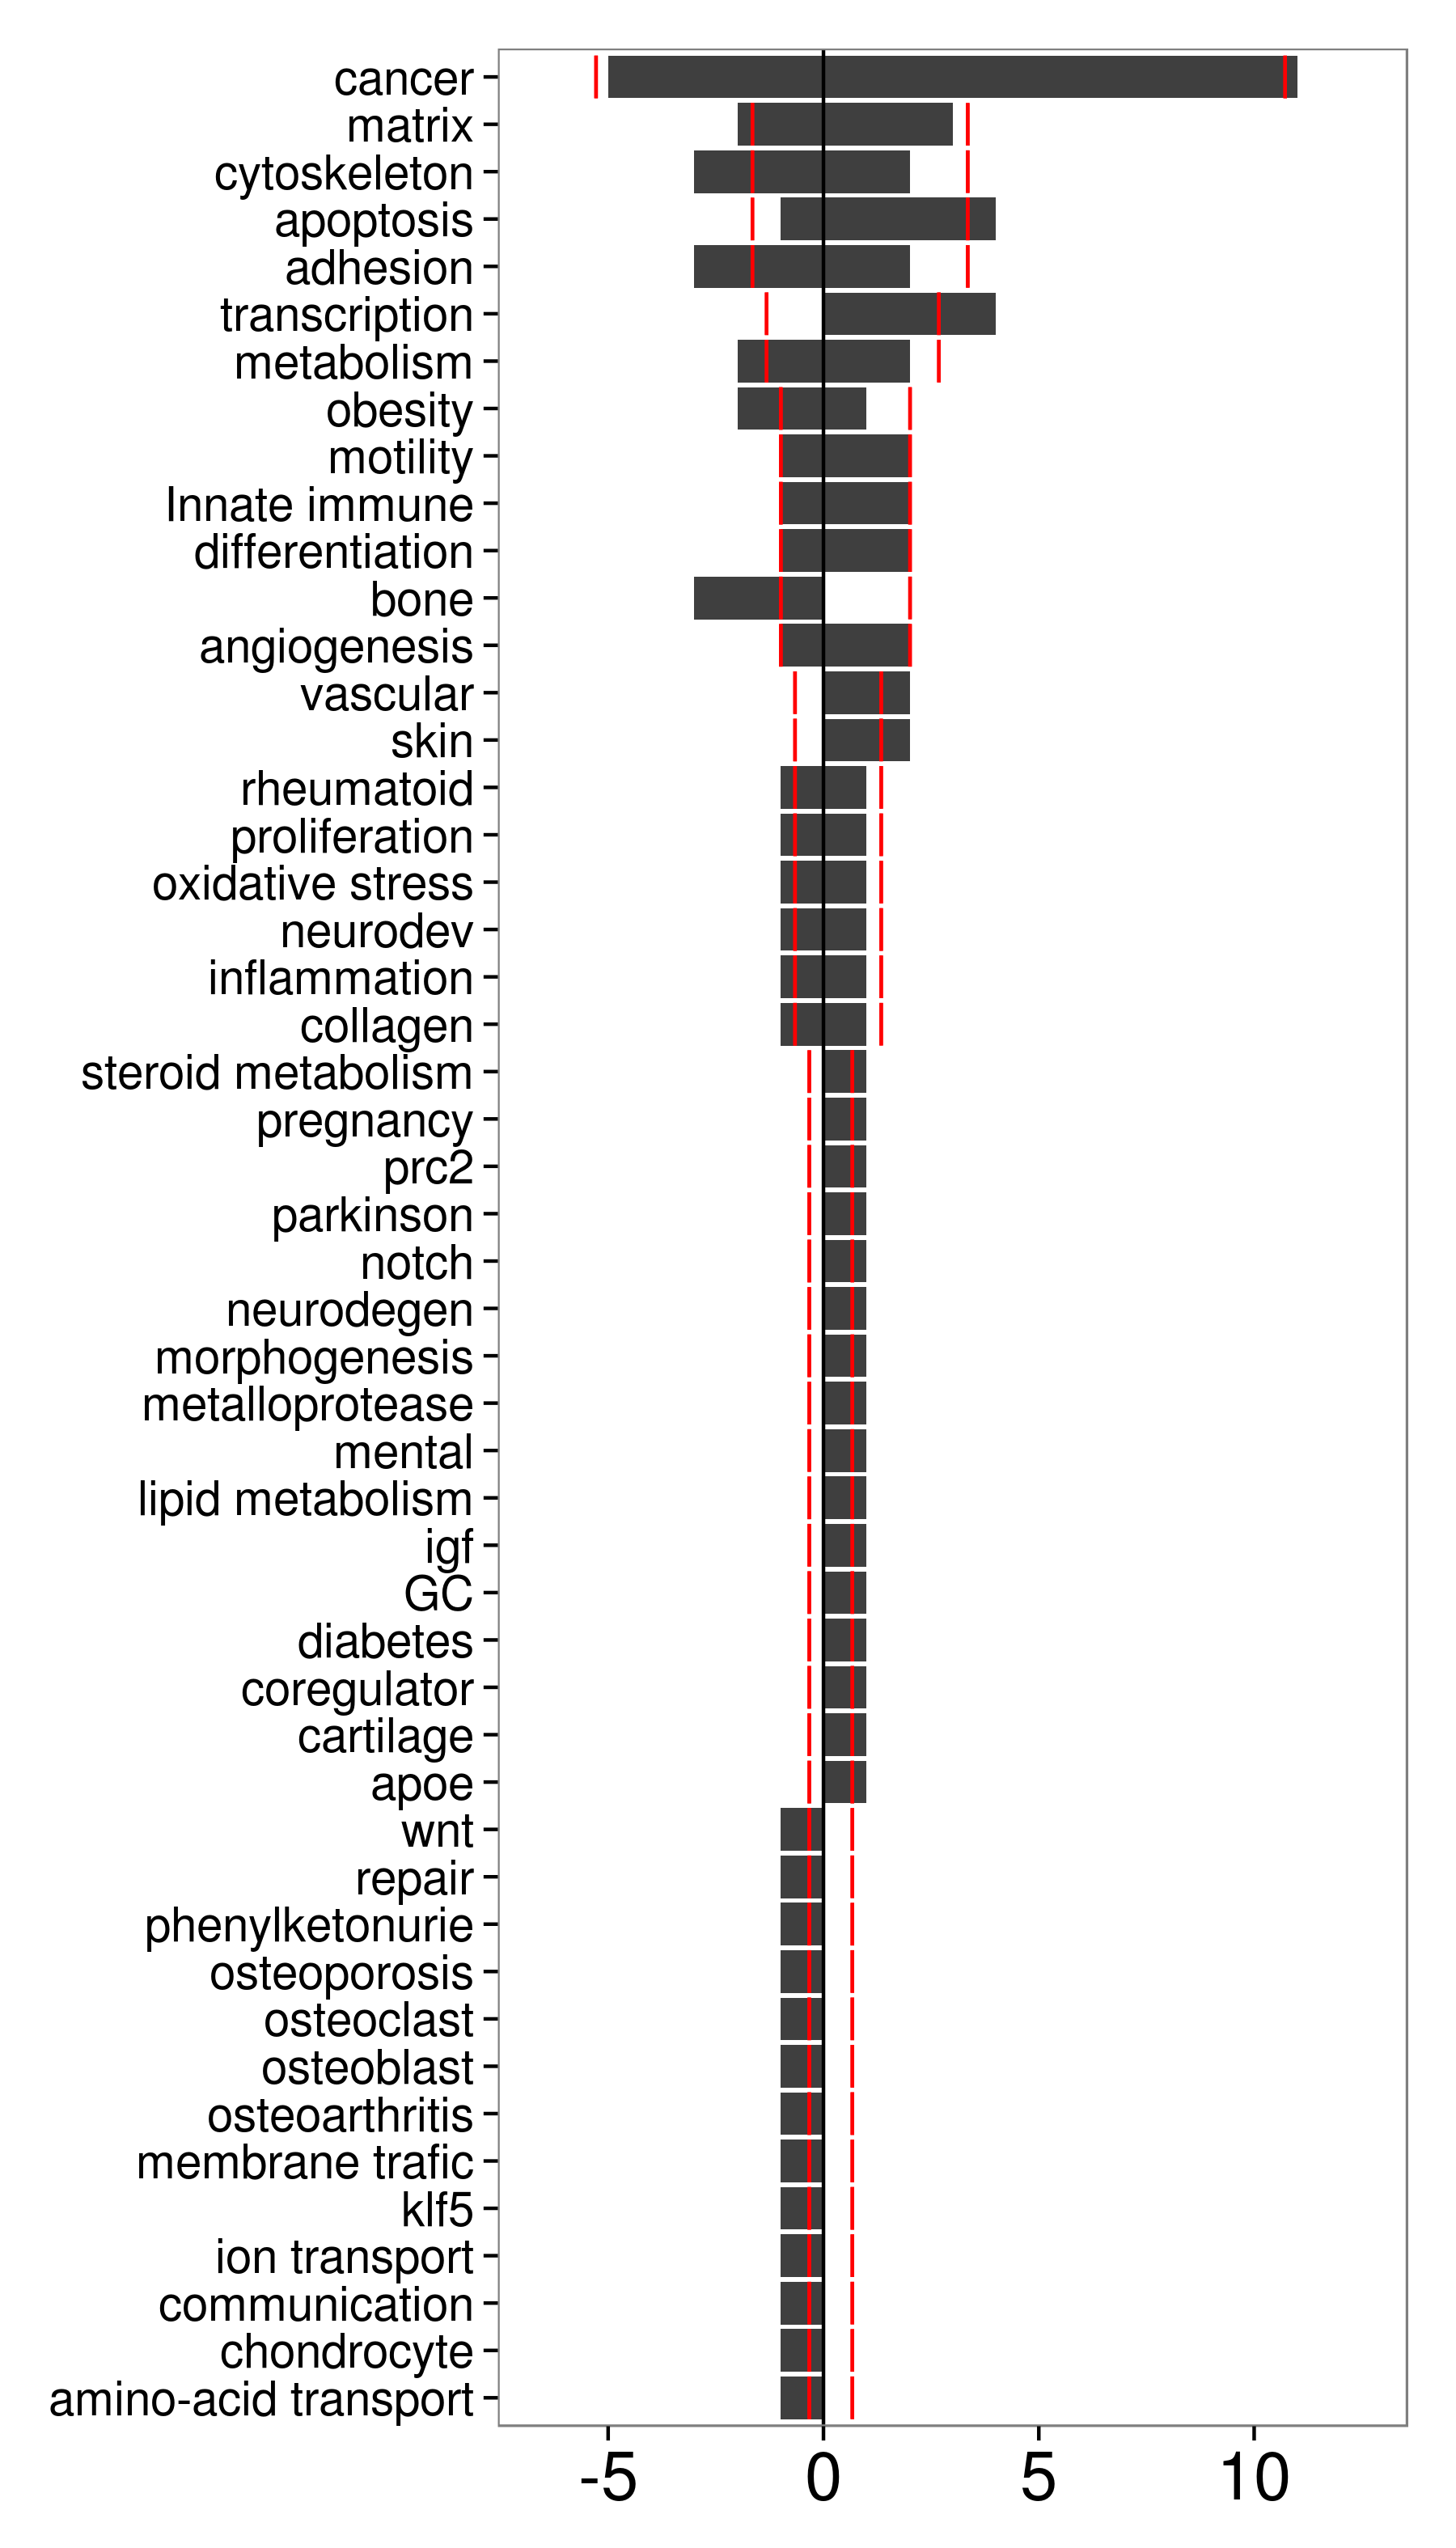 cancer
matrix
cytoskeleton
apoptosis
adhesion
transcription
metabolism
obesity
motility
Innate immune
differentiation
bone
angiogenesis
vascular
skin
rheumatoid
proliferation
oxidative stress
neurodev
inflammation
collagen
steroid metabolism
pregnancy
prc2
parkinson
notch
neurodegen
morphogenesis
metalloprotease
mental
lipid metabolism
igf
GC
diabetes
coregulator
cartilage
apoe
wnt
repair
phenylketonurie
osteoporosis
osteoclast
osteoblast
osteoarthritis
membrane trafic
klf5
ion transport
communication
chondrocyte
amino-acid transport
-5 0 5 10